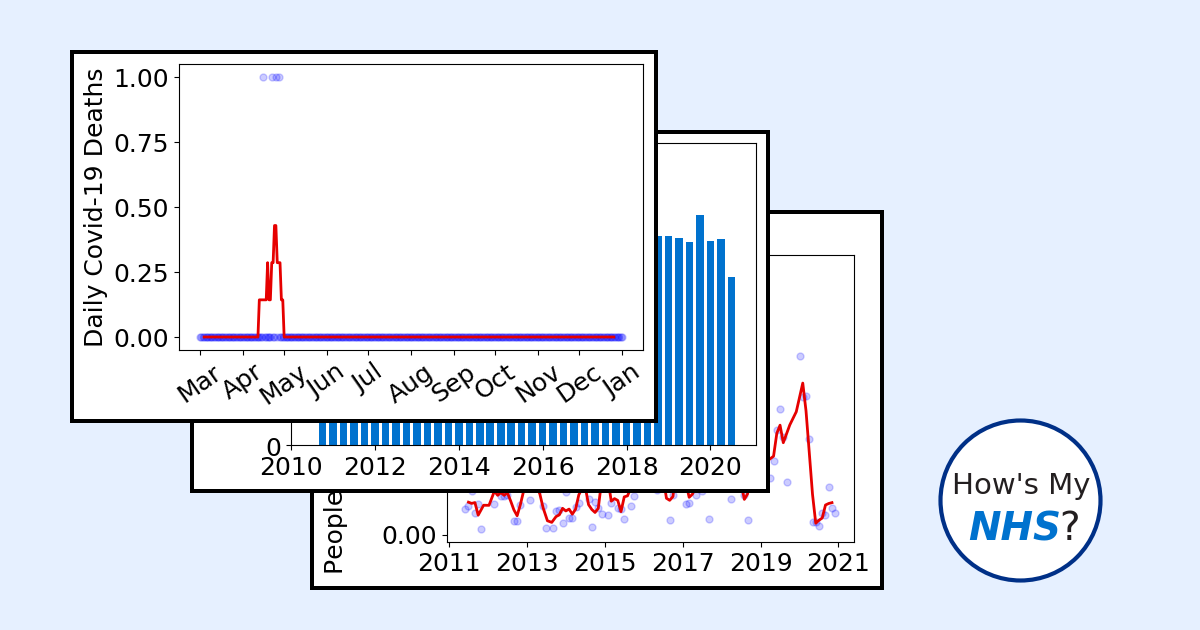 Daily Covid-19 Deaths
1.00
0.75
0.50
0.25
0.00
Mar Apr May Jun Jul Aug Sep Oct Nov Dec Jan
0
2010 2012 2014 2016 2018 2020
People
0.00
2011 2013 2015 2017 2019 2021
How's My
NHS?